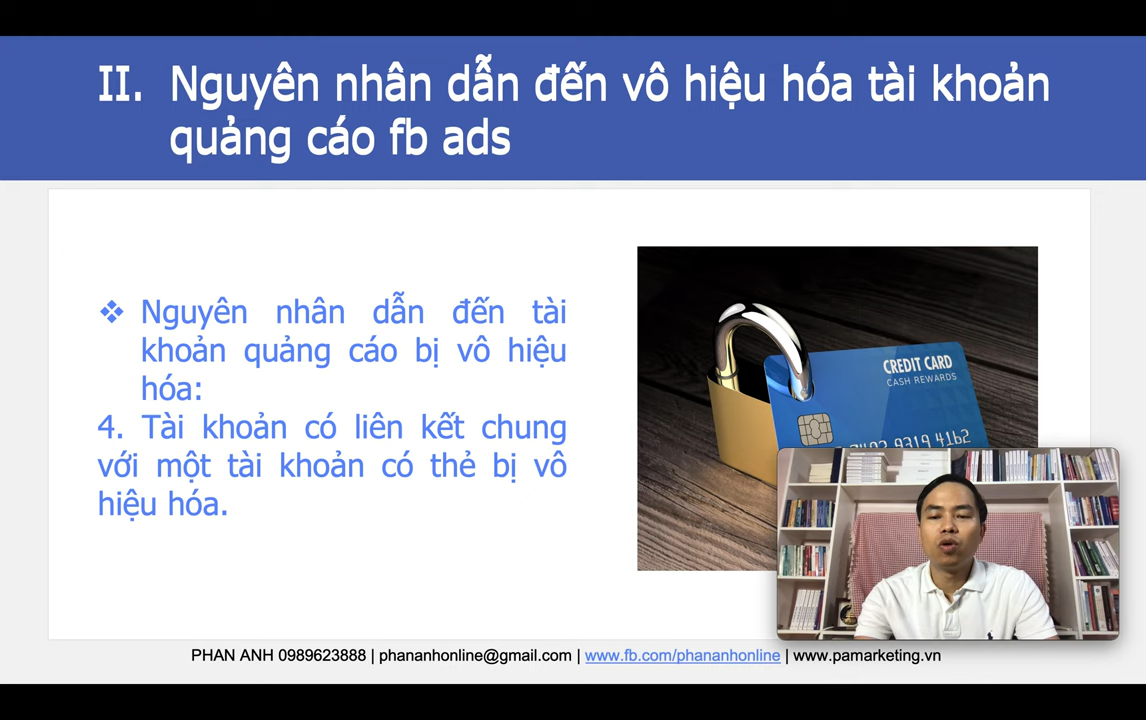 II. Nguyên nhân dẫn đến vô hiệu hóa tài khoản
quảng cáo fb ads
❖ Nguyên nhân dẫn đến tài
khoản quảng cáo bị vô hiệu
hóa:
4. Tài khoản có liên kết chung
với một tài khoản có thẻ bị vô
hiệu hóa.
CREDIT CARD
CASH REWARDS
9319 4162
PHAN ANH 0989623888 | phananhonline@gmail.com | www.fb.com/phananhonline | www.pamarketing.vn